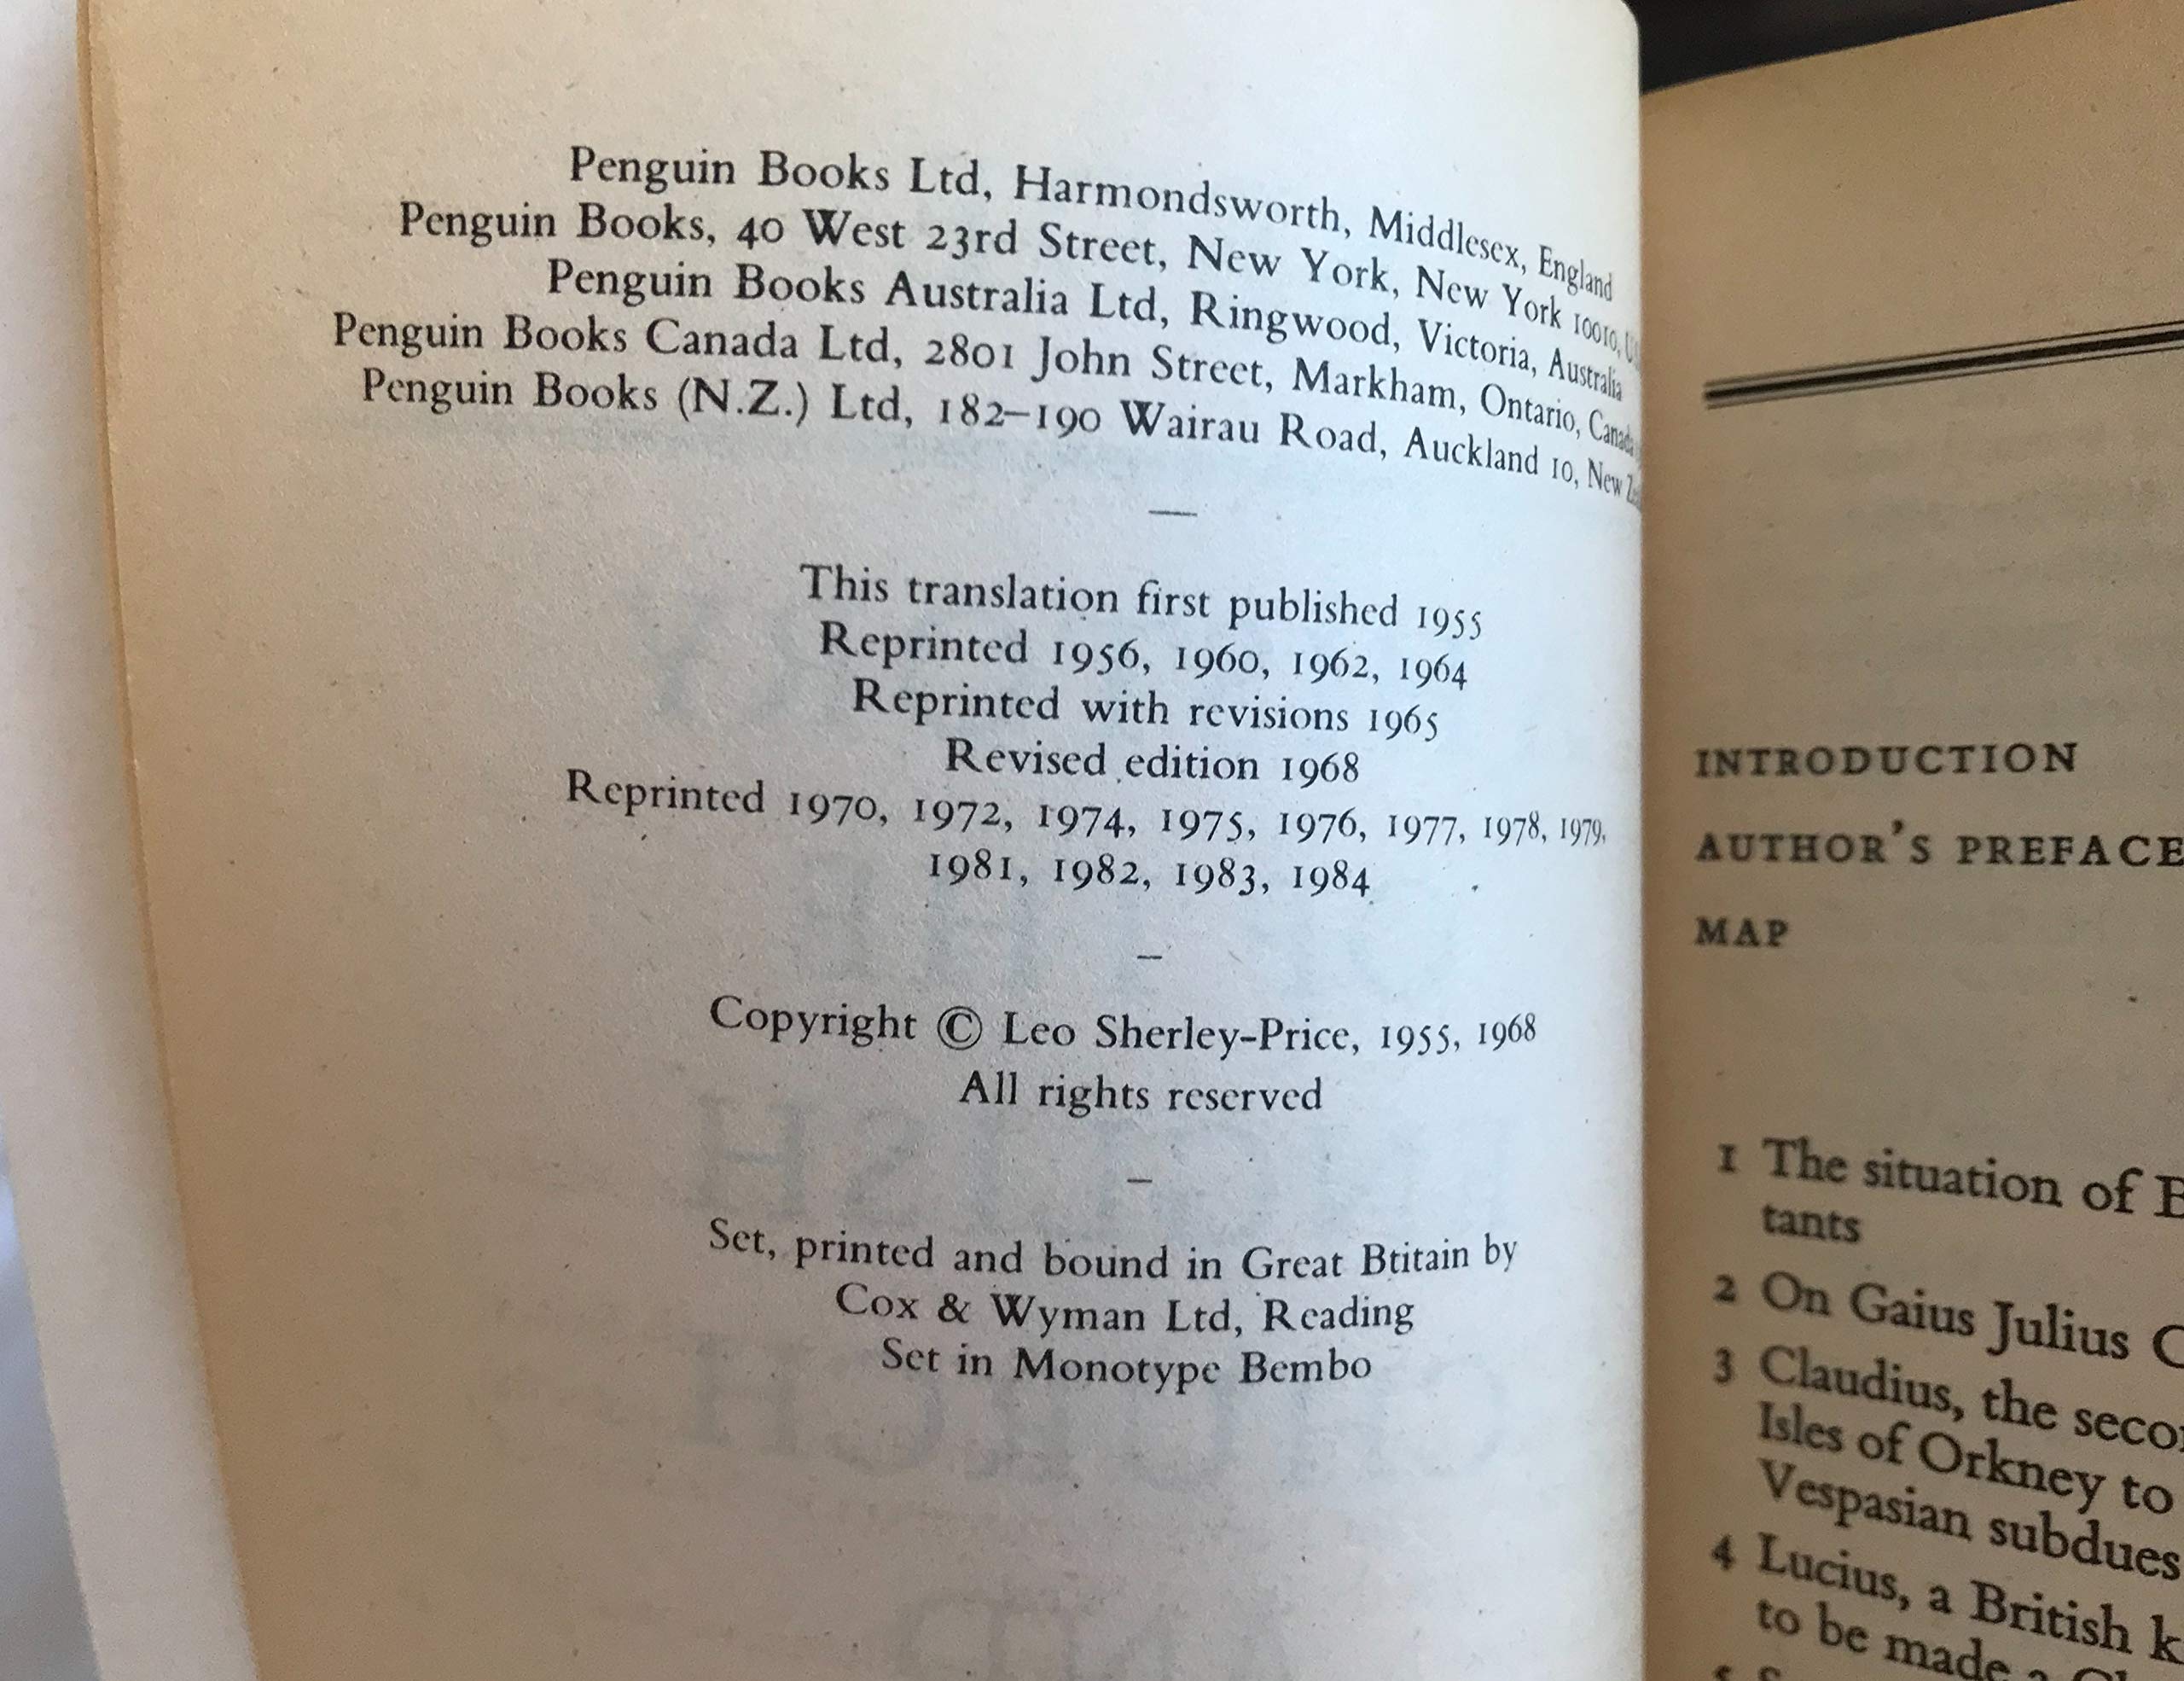 Penguin Books Ltd, Harmondsworth, Middlesex, England
Penguin Books, 40 West 23rd Street, New York, New York 10010,
Penguin Books Australia Ltd, Ringwood, Victoria, Australia
Penguin Books Canada Ltd, 2801 John Street, Markham, Ontario, Canada
Penguin Books (N.Z.) Ltd, 182–190 Wairau Road, Auckland 10, New
This translation first published 1955
Reprinted 1956, 1960, 1962, 1964
Reprinted with revisions 1965
Revised edition 1968
Reprinted 1970, 1972, 1974, 1975, 1976, 1977, 1978, 1979,
1981, 1982, 1983, 1984
Copyright © Leo Sherley-Price, 1955, 1968
All rights reserved
Set, printed and bound in Great Btitain by
Cox & Wyman Ltd, Reading
Set in Monotype Bembo
INTRODUCTION
AUTHOR'S PREFACE
MAP
1 The situation of
tants
2 On Gaius Julius
3 Claudius, the
Isles of Orkney to
Vespasian subdues
4 Lucius, a British
to be made a